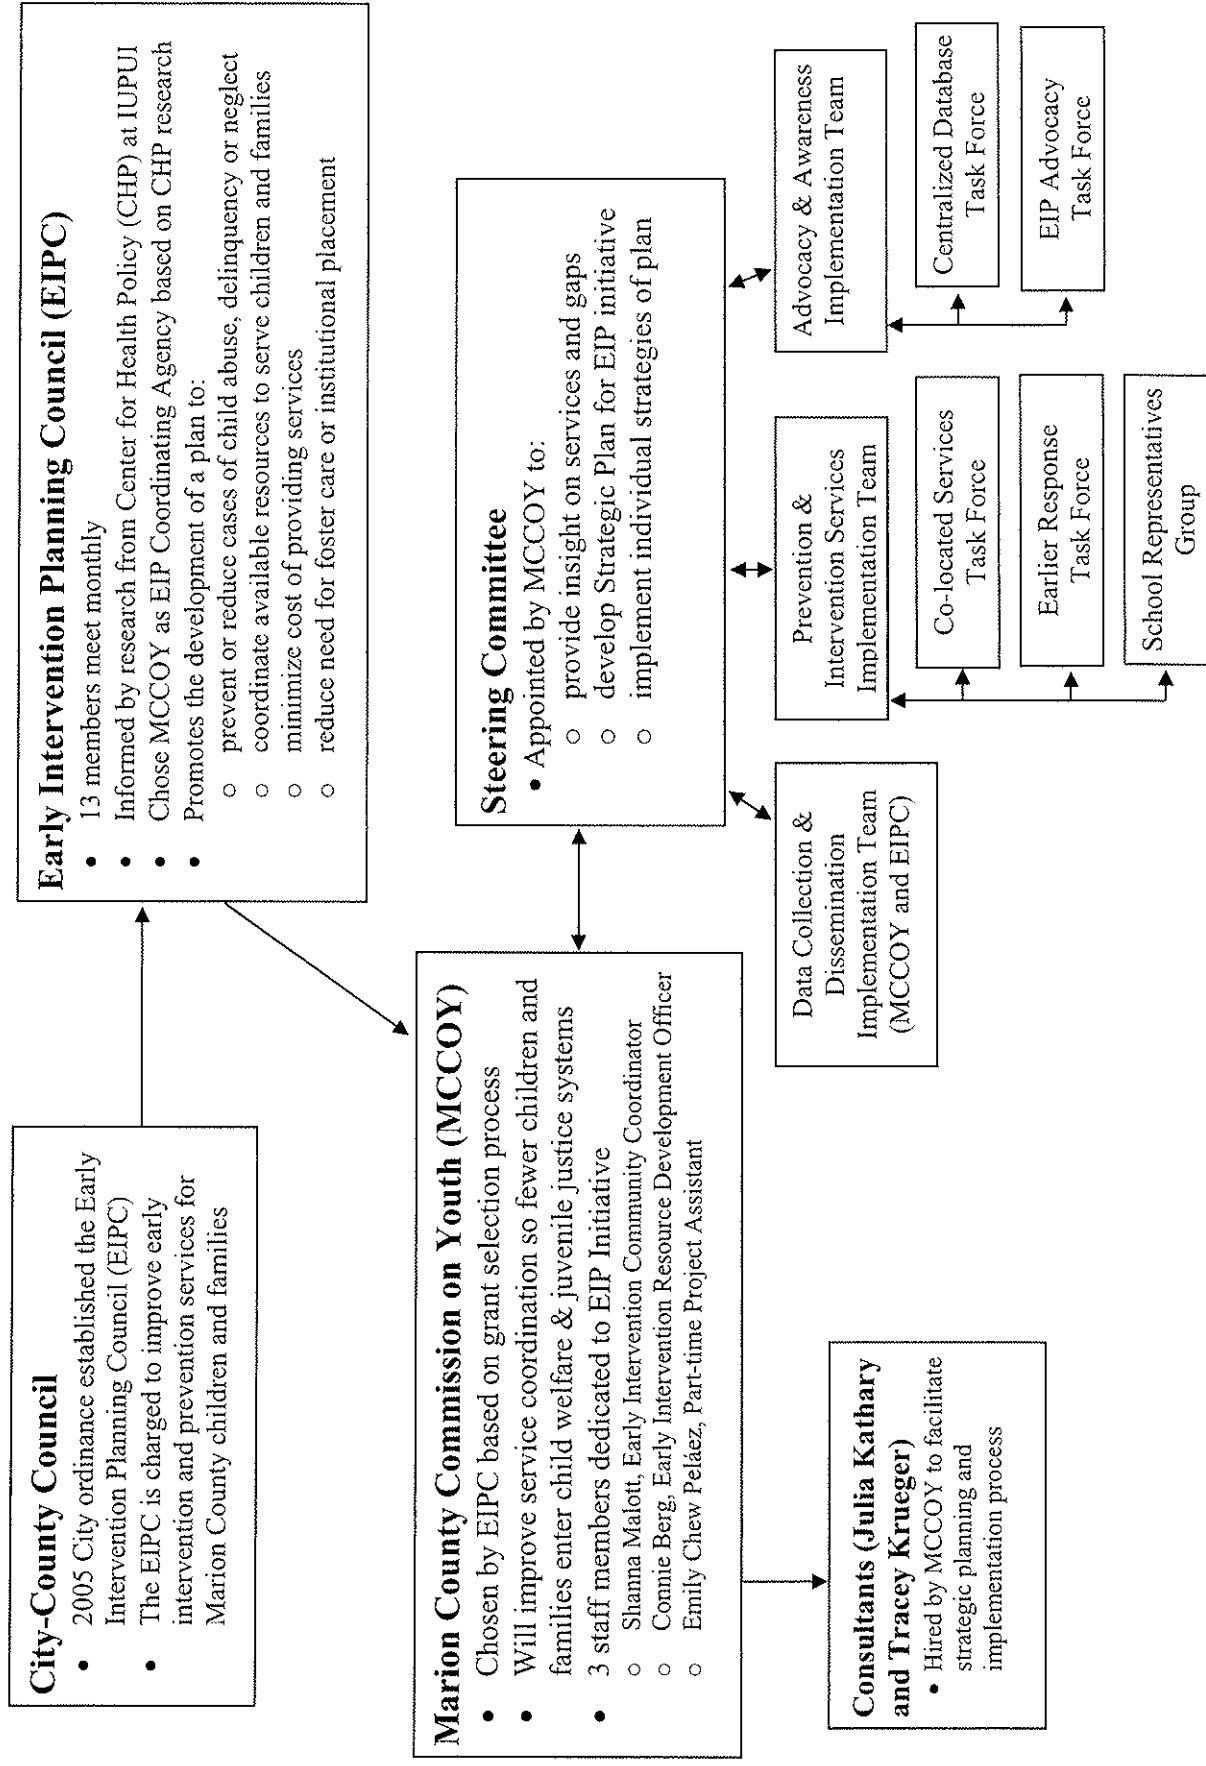 City-County Council
• 2005 City ordinance established the Early
Intervention Planning Council (EIPC)
• The EIPC is charged to improve early
intervention and prevention services for
Marion County children and families
Early Intervention Planning Council (EIPC)
• 13 members meet monthly
• Informed by research from Center for Health Policy (CHP) at IUPUI
• Chose MCCOY as EIP Coordinating Agency based on CHP research
• Promotes the development of a plan to:
○ prevent or reduce cases of child abuse, delinquency or neglect
○ coordinate available resources to serve children and families
○ minimize cost of providing services
○ reduce need for foster care or institutional placement
Marion County Commission on Youth (MCCOY)
• Chosen by EIPC based on grant selection process
• Will improve service coordination so fewer children and
families enter child welfare & juvenile justice systems
• 3 staff members dedicated to EIP Initiative
○ Shanna Malott, Early Intervention Community Coordinator
○ Connie Berg, Early Intervention Resource Development Officer
○ Emily Chew Peláez, Part-time Project Assistant
Steering Committee
• Appointed by MCCOY to:
○ provide insight on services and gaps
○ develop Strategic Plan for EIP initiative
○ implement individual strategies of plan
Consultants (Julia Kathary
and Tracey Krueger)
• Hired by MCCOY to facilitate
strategic planning and
implementation process
Data Collection &
Dissemination
Implementation Team
(MCCOY and EIPC)
Prevention &
Intervention Services
Implementation Team
Co-located Services
Task Force
Earlier Response
Task Force
School Representatives
Group
Advocacy & Awareness
Implementation Team
Centralized Database
Task Force
EIP Advocacy
Task Force